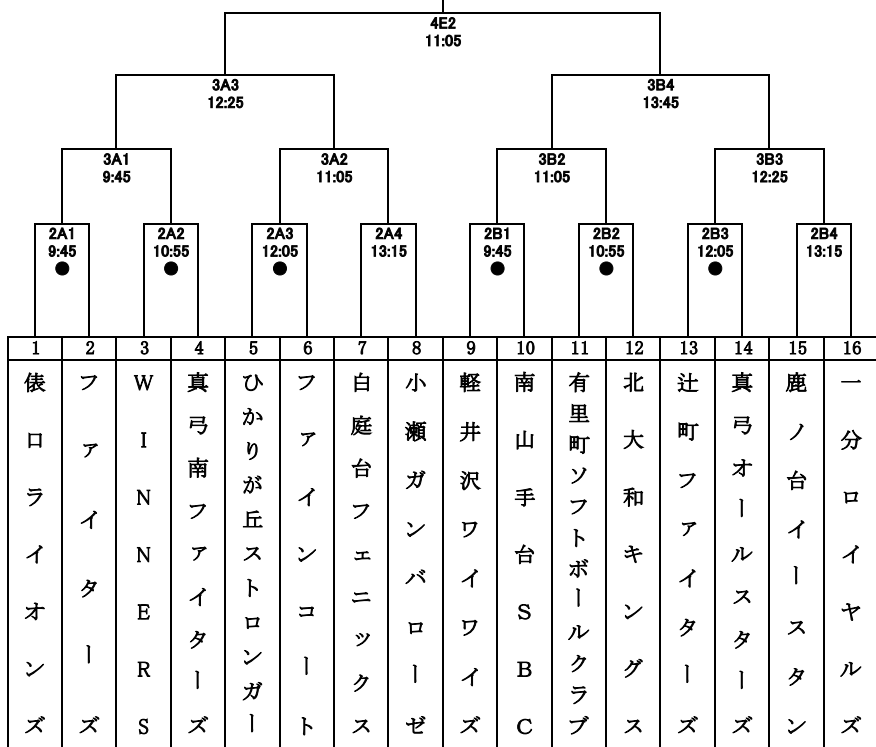 4E2
11:05
3A3
12:25
3B4
13:45
3A1
9:45
3A2
11:05
3B2
11:05
3B3
12:25
2A1
9:45
2A2
10:55
2A3
12:05
2A4
13:15
2B1
9:45
2B2
10:55
2B3
12:05
2B4
13:15
1
俵口ライオンズ
2
ファイターズ
3
WINNERS
4
真弓南ファイターズ
5
ひかりが丘ストロンガー
6
ファインコート
7
白庭台フェニックス
8
小瀬ガンバローゼ
9
軽井沢ワイワイズ
10
南山手台SBC
11
有里町ソフトボールクラブ
12
北大和キングス
13
辻町ファイターズ
14
真弓オールスターズ
15
鹿ノ台イースタン
16
一分ロイヤルズ